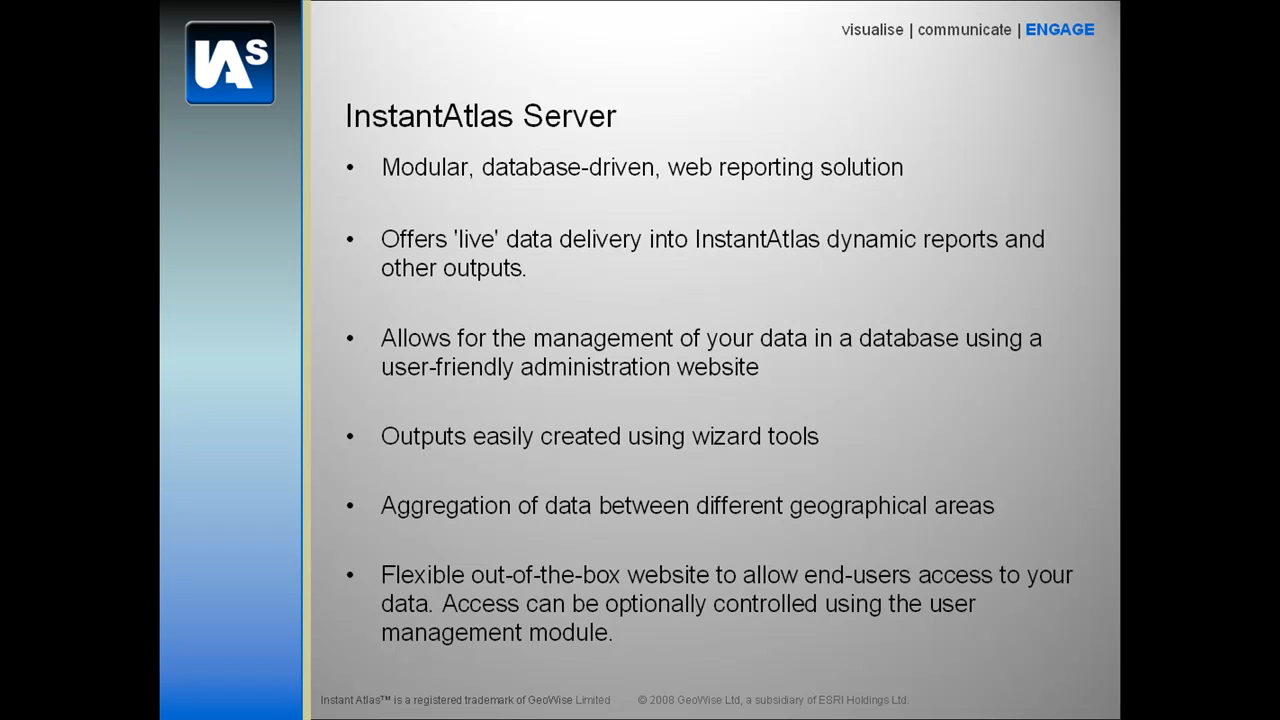 IAS
visualise | communicate | ENGAGE
InstantAtlas Server
• Modular, database-driven, web reporting solution
• Offers 'live' data delivery into InstantAtlas dynamic reports and
other outputs.
• Allows for the management of your data in a database using a
user-friendly administration website
• Outputs easily created using wizard tools
• Aggregation of data between different geographical areas
• Flexible out-of-the-box website to allow end-users access to your
data. Access can be optionally controlled using the user
management module.
Instant Atlas™ is a registered trademark of GeoWise Limited © 2008 GeoWise Ltd, a subsidiary of ESRI Holdings Ltd.